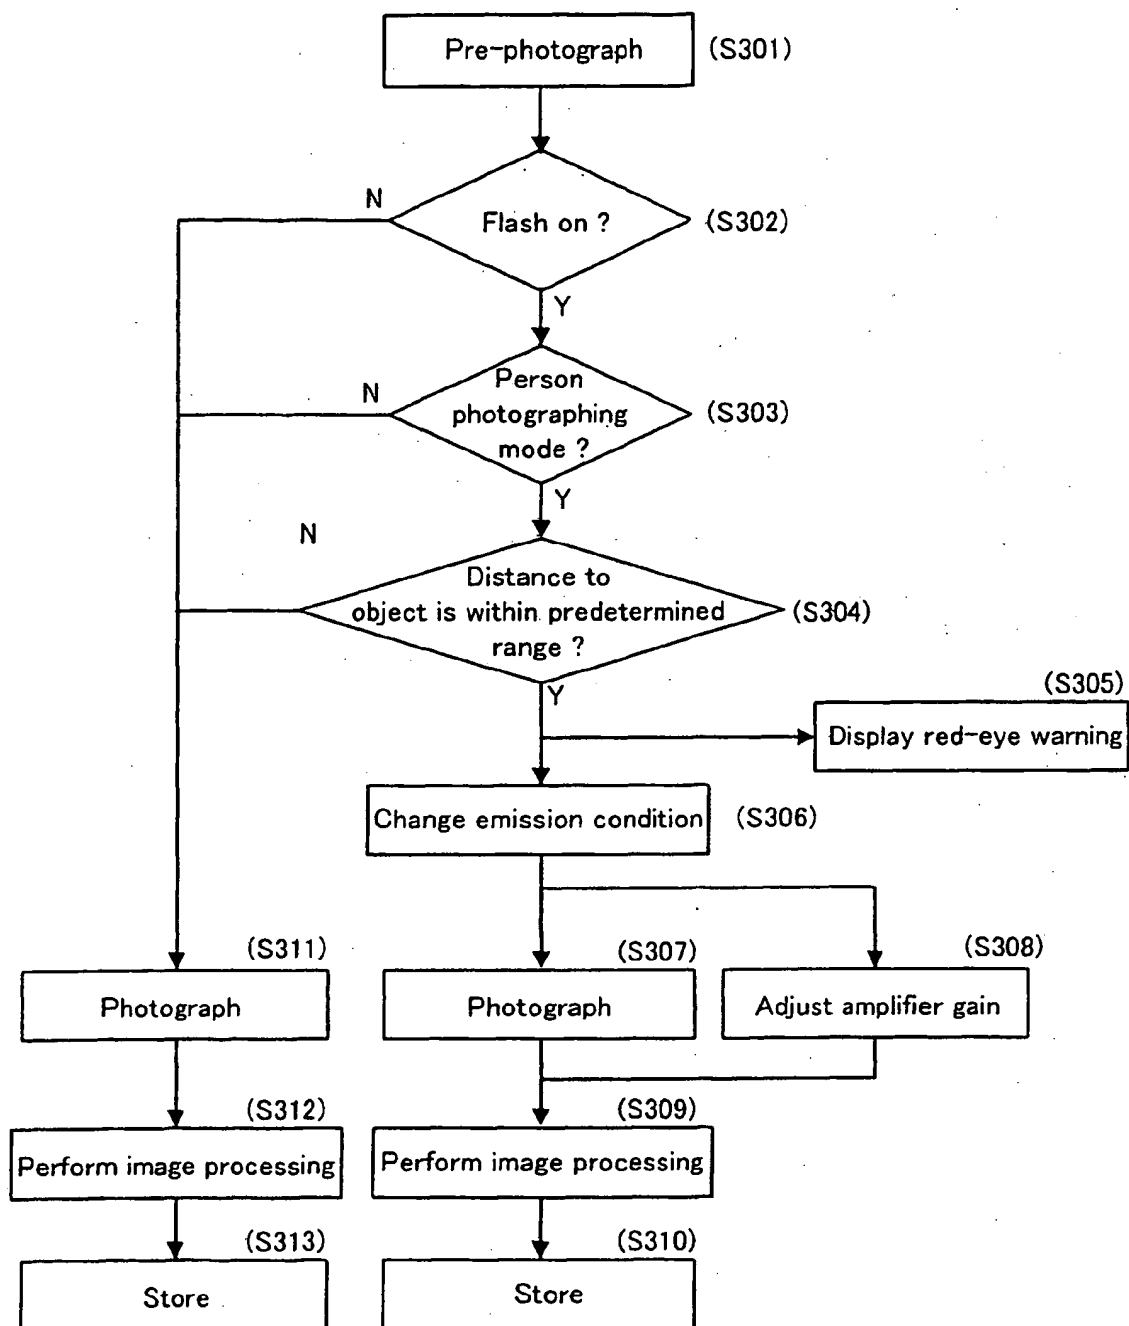 Pre-photograph (S301)
N
Flash on ? (S302)
Y
N
Person
photographing
mode ?
(S303)
Y
N
Distance to
object is within predetermined
range ?
(S304)
Y
(S305)
Display red-eye warning
Change emission condition (S306)
(S311)
Photograph
(S307)
Photograph
(S308)
Adjust amplifier gain
(S312)
Perform image processing
(S309)
Perform image processing
(S313)
Store
(S310)
Store